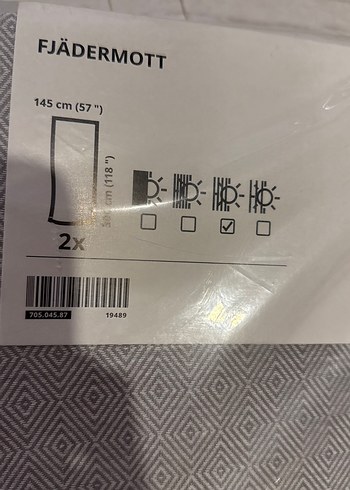 FJÄDERMOTT
145 cm (57 ")
cm (118 ")
2x
705.045.87 19489